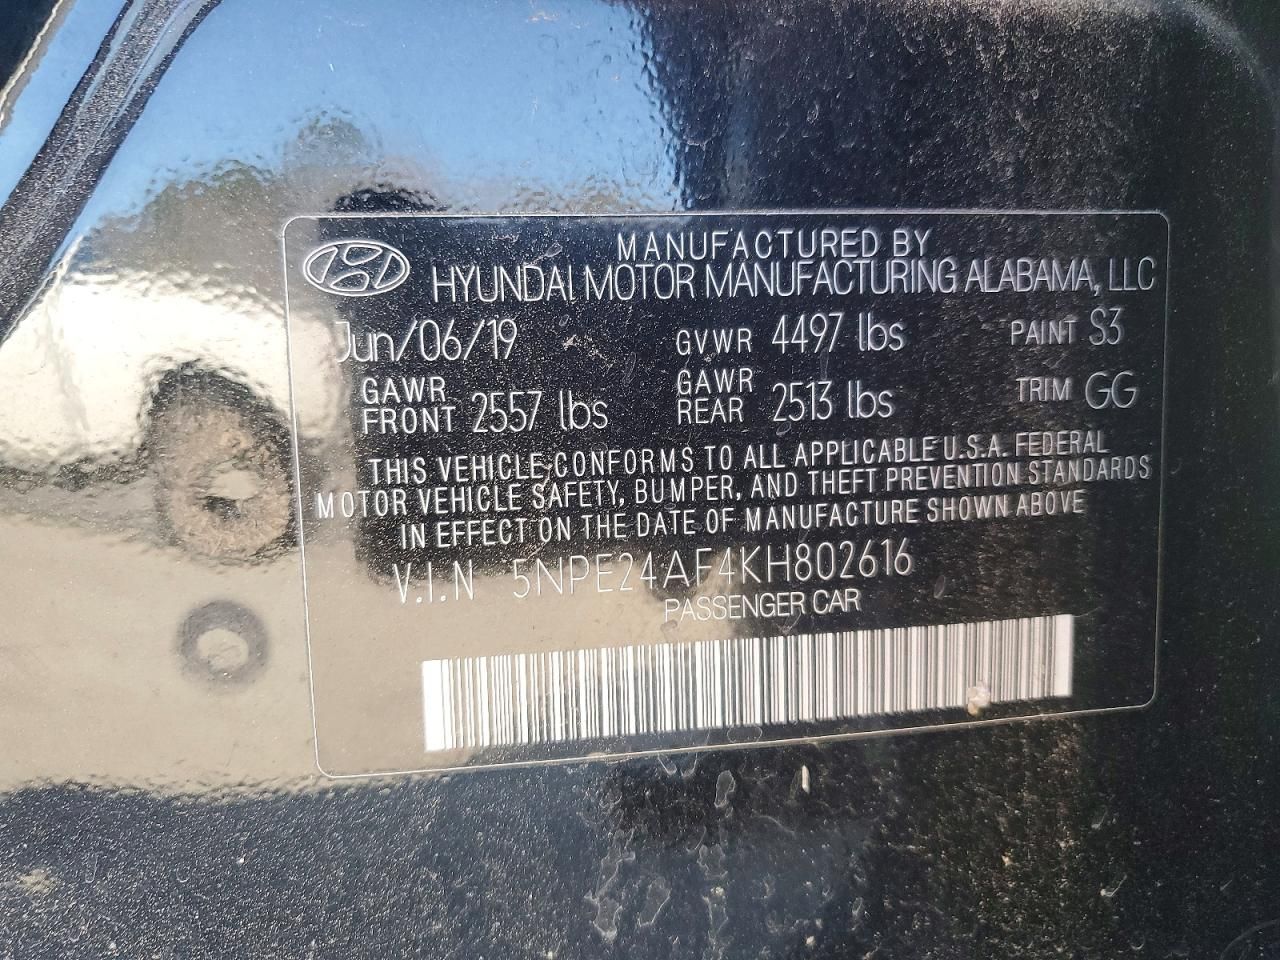 MANUFACTURED BY
HYUNDAI MOTOR MANUFACTURING ALABAMA, LLC
Jun/06/19 GVWR 4497 lbs PAINT S3
GAWR FRONT 2557 lbs GAWR REAR 2513 lbs TRIM GG
THIS VEHICLE CONFORMS TO ALL APPLICABLE U.S.A. FEDERAL
MOTOR VEHICLE SAFETY, BUMPER, AND THEFT PREVENTION STANDARDS
IN EFFECT ON THE DATE OF MANUFACTURE SHOWN ABOVE
V.I.N 5NPE24AF4KH802616
PASSENGER CAR